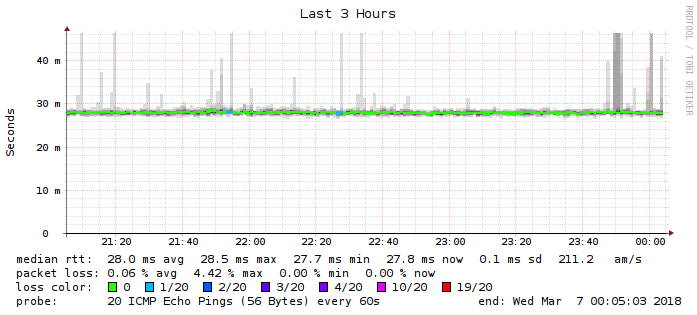 Last 3 Hours
RRDTOOL / TOBI OETIKER
Seconds
40 m
30 m
20 m
10 m
0
21:20 21:40 22:00 22:20 22:40 23:00 23:20 23:40 00:00
median rtt: 28.0 ms avg 28.5 ms max 27.7 ms min 27.8 ms now 0.1 ms sd 211.2 am/s
packet loss: 0.06 % avg 4.42 % max 0.00 % min 0.00 % now
loss color: 0 1/20 2/20 3/20 4/20 10/20 19/20
probe: 20 ICMP Echo Pings (56 Bytes) every 60s end: Wed Mar 7 00:05:03 2018